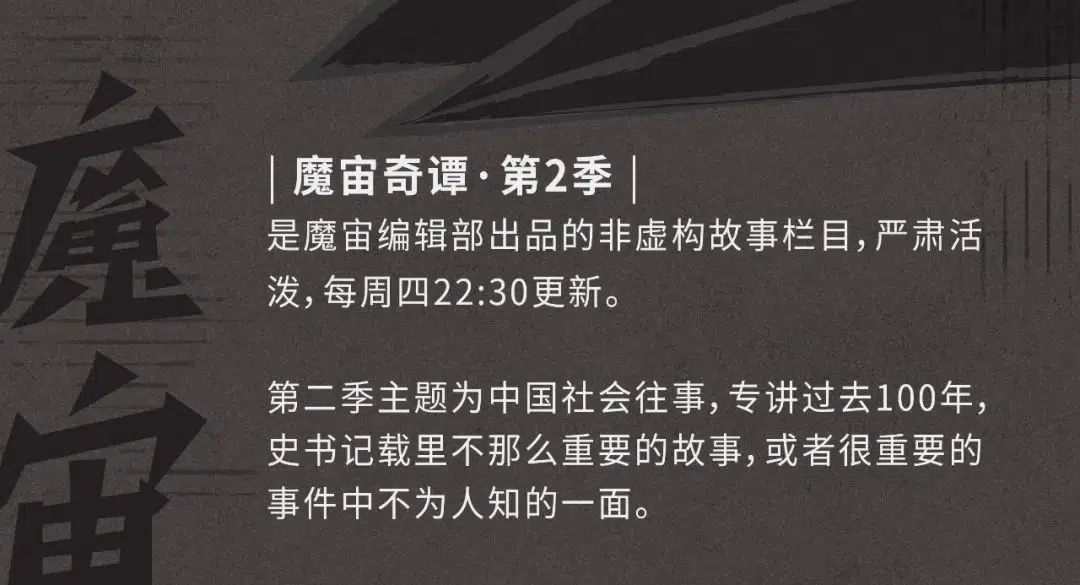 魔宙
| 魔宙奇谭·第2季 |
是魔宙编辑部出品的非虚构故事栏目，严肃活
泼，每周四22:30更新。
第二季主题为中国社会往事，专讲过去100年，
史书记载里不那么重要的故事，或者很重要的
事件中不为人知的一面。